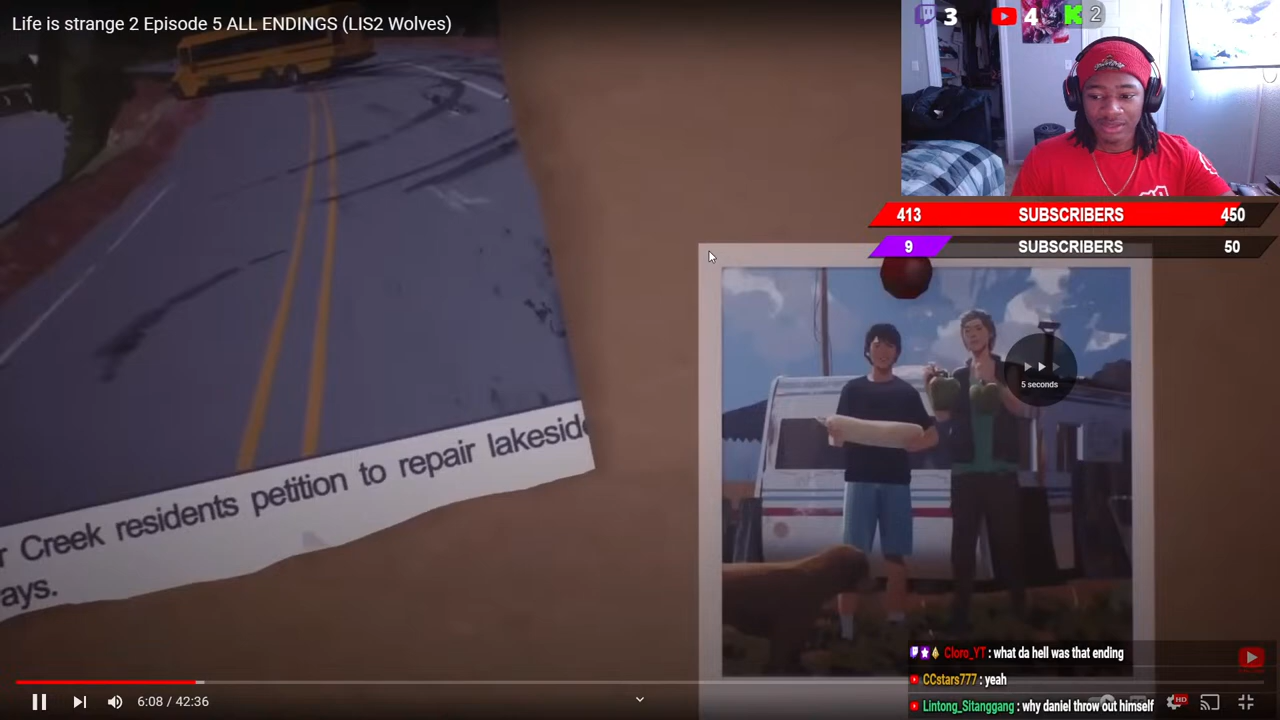 Life is strange 2 Episode 5 ALL ENDINGS (LIS2 Wolves)
3 4 2
413 SUBSCRIBERS 450
9 SUBSCRIBERS 50
5 seconds
Creek residents petition to repair lakeside
Cloro_YT : what da hell was that ending
CCstars777 : yeah
Lintong_Sitanggang : why daniel throw out himself
6:08 / 42:36
HD